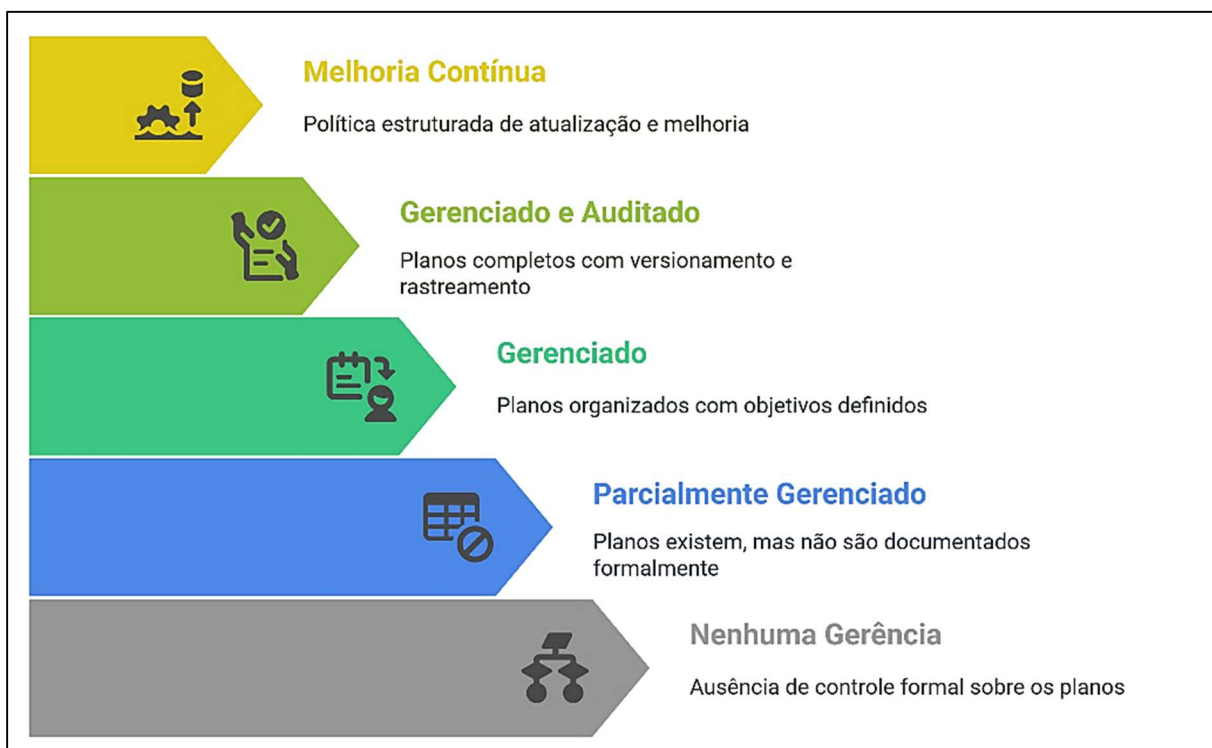 Melhoria Contínua
Política estruturada de atualização e melhoria
Gerenciado e Auditado
Planos completos com versionamento e
rastreamento
Gerenciado
Planos organizados com objetivos definidos
Parcialmente Gerenciado
Planos existem, mas não são documentados
formalmente
Nenhuma Gerência
Ausência de controle formal sobre os planos